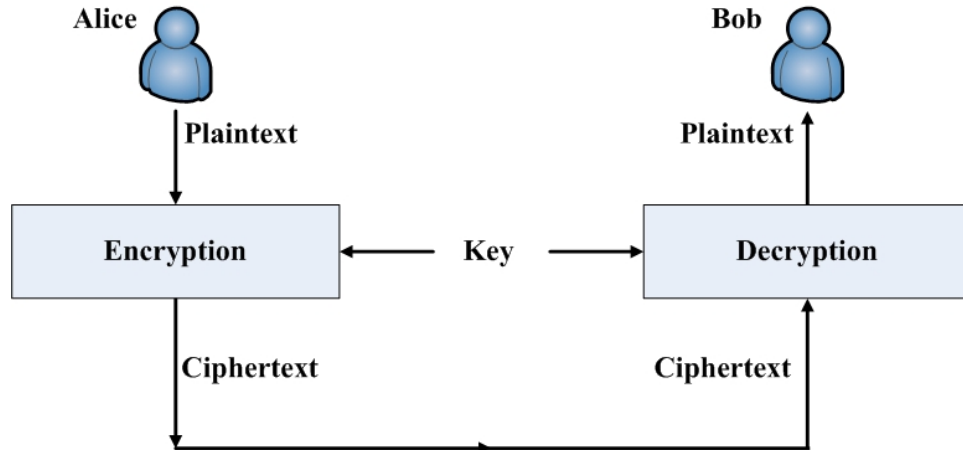 Alice
Bob
Plaintext
Plaintext
Encryption
Key
Decryption
Ciphertext
Ciphertext